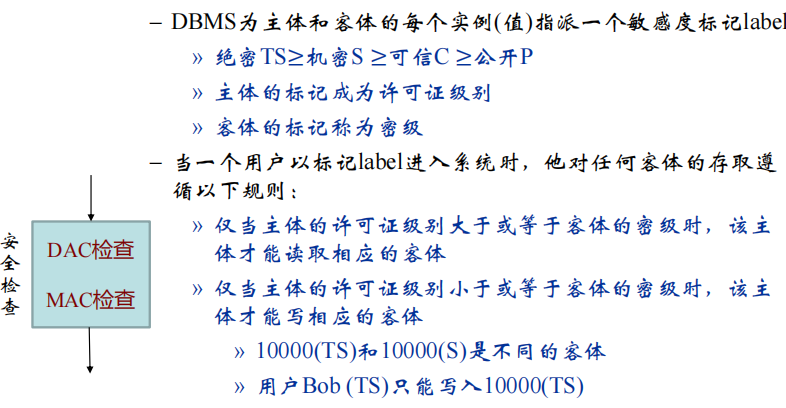 – DBMS为主体和客体的每个实例(值)指派一个敏感度标记label
» 绝密TS≥机密S ≥可信C ≥公开P
» 主体的标记成为许可证级别
» 客体的标记称为密级
– 当一个用户以标记label进入系统时，他对任何客体的存取遵
循以下规则：
» 仅当主体的许可证级别大于或等于客体的密级时，该主
体才能读取相应的客体
» 仅当主体的许可证级别小于或等于客体的密级时，该主
体才能写相应的客体
» 10000(TS)和10000(S)是不同的客体
» 用户Bob (TS)只能写入10000(TS)
安全检查
DAC检查
MAC检查